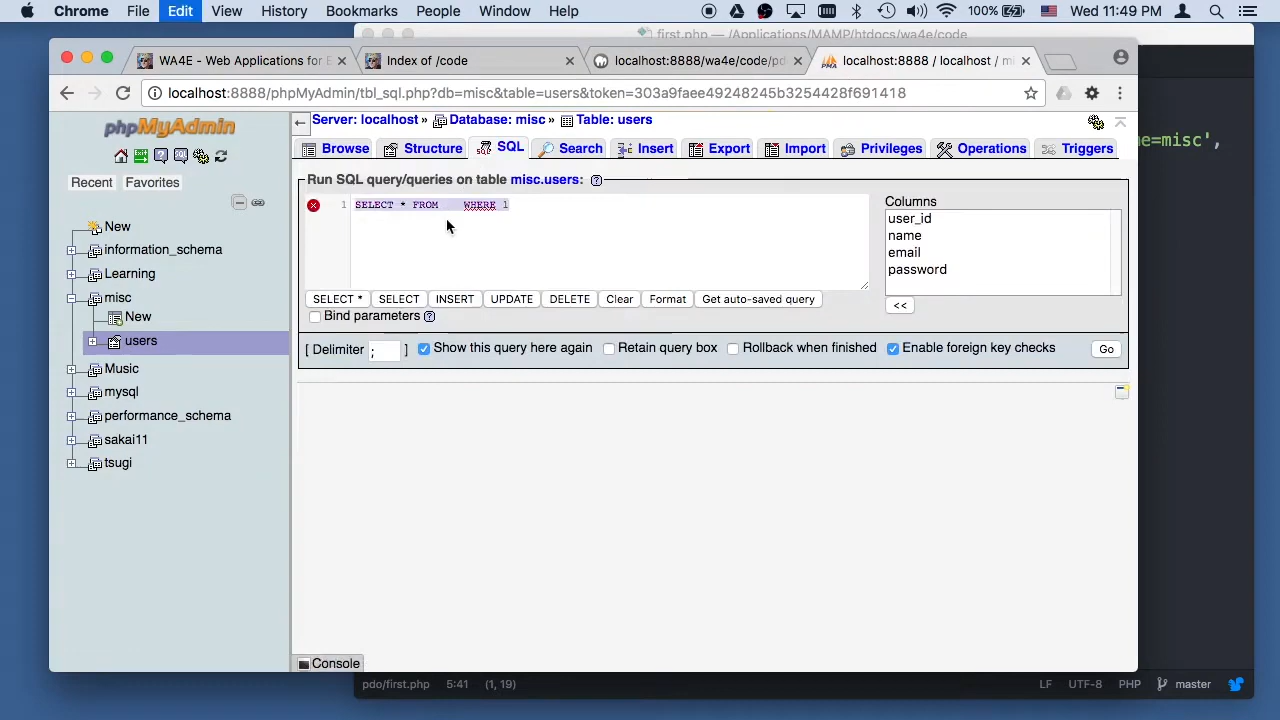 Chrome File Edit View History Bookmarks People Window Help 100% Wed 11:49 PM
first.php — /Applications/MAMP/htdocs/wa4e/code
WA4E - Web Applications for E Index of /code localhost:8888/wa4e/code/pd localhost:8888 / localhost / mi
localhost:8888/phpMyAdmin/tbl_sql.php?db=misc&table=users&token=303a9faee49248245b3254428f691418
phpMyAdmin
Server: localhost » Database: misc » Table: users
e=misc',
Browse Structure SQL Search Insert Export Import Privileges Operations Triggers
Recent Favorites
Run SQL query/queries on table misc.users:
1 SELECT * FROM WHERE 1
Columns
user_id
name
email
password
New
information_schema
Learning
misc
New
users
Music
mysql
performance_schema
sakai11
tsugi
SELECT * SELECT INSERT UPDATE DELETE Clear Format Get auto-saved query <<
Bind parameters
[ Delimiter ; ] Show this query here again Retain query box Rollback when finished Enable foreign key checks Go
Console
pdo/first.php 5:41 (1, 19) LF UTF-8 PHP master